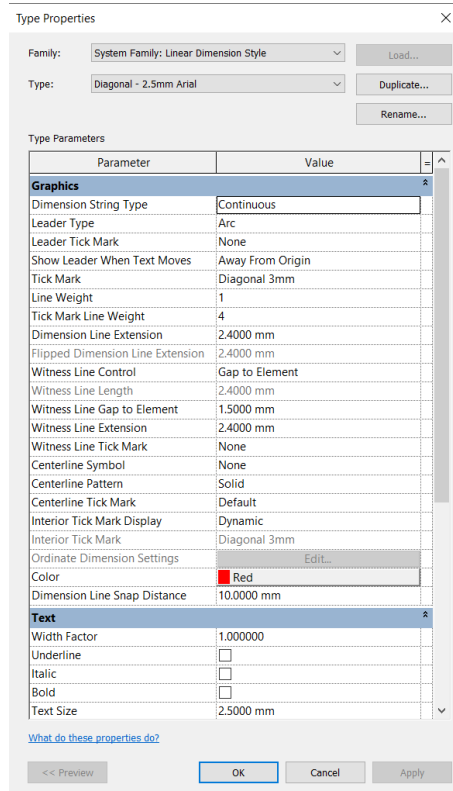 Type Properties
Family: System Family: Linear Dimension Style Load...
Type: Diagonal - 2.5mm Arial Duplicate...
Rename...
Type Parameters
Parameter Value =
Graphics
Dimension String Type Continuous
Leader Type Arc
Leader Tick Mark None
Show Leader When Text Moves Away From Origin
Tick Mark Diagonal 3mm
Line Weight 1
Tick Mark Line Weight 4
Dimension Line Extension 2.4000 mm
Flipped Dimension Line Extension 2.4000 mm
Witness Line Control Gap to Element
Witness Line Length 2.4000 mm
Witness Line Gap to Element 1.5000 mm
Witness Line Extension 2.4000 mm
Witness Line Tick Mark None
Centerline Symbol None
Centerline Pattern Solid
Centerline Tick Mark Default
Interior Tick Mark Display Dynamic
Interior Tick Mark Diagonal 3mm
Ordinate Dimension Settings Edit...
Color Red
Dimension Line Snap Distance 10.0000 mm
Text
Width Factor 1.000000
Underline
Italic
Bold
Text Size 2.5000 mm
What do these properties do?
<< Preview OK Cancel Apply